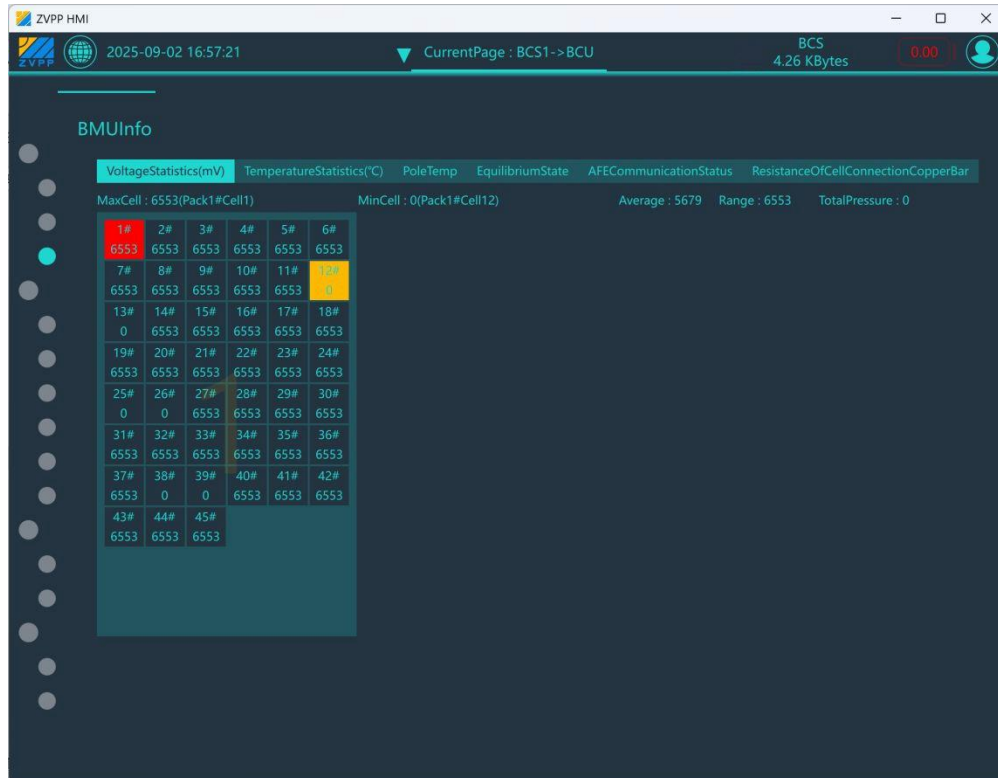 ZVPP HMI
ZVPP 2025-09-02 16:57:21 CurrentPage : BCS1->BCU BCS 4.26 KBytes 0.00
BMUInfo
VoltageStatistics(mV) TemperatureStatistics(℃) PoleTemp EquilibriumState AFECommunicationStatus ResistanceOfCellConnectionCopperBar
MaxCell : 6553(Pack1#Cell1) MinCell : 0(Pack1#Cell12) Average : 5679 Range : 6553 TotalPressure : 0
1# 2# 3# 4# 5# 6#
6553 6553 6553 6553 6553 6553
7# 8# 9# 10# 11# 12#
6553 6553 6553 6553 6553 0
13# 14# 15# 16# 17# 18#
0 6553 6553 6553 6553 6553
19# 20# 21# 22# 23# 24#
6553 6553 6553 6553 6553 6553
25# 26# 27# 28# 29# 30#
0 0 6553 6553 6553 6553
31# 32# 33# 34# 35# 36#
6553 6553 6553 6553 6553 6553
37# 38# 39# 40# 41# 42#
6553 0 0 6553 6553 6553
43# 44# 45#
6553 6553 6553
1